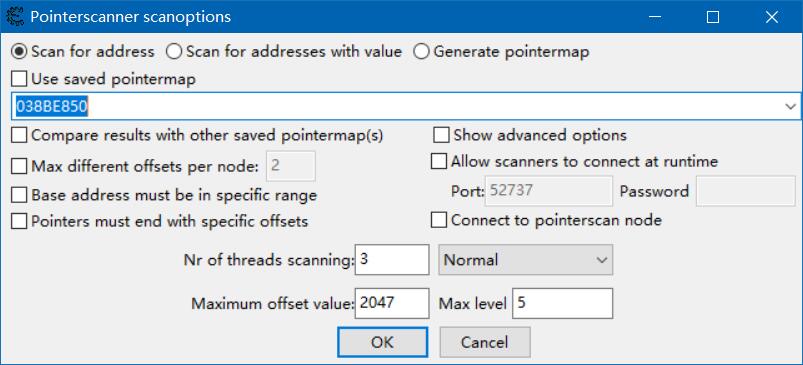 Pointerscanner scanoptions
Scan for address Scan for addresses with value Generate pointermap
Use saved pointermap
038BE850
Compare results with other saved pointermap(s) Show advanced options
Max different offsets per node: 2 Allow scanners to connect at runtime
Base address must be in specific range Port: 52737 Password
Pointers must end with specific offsets Connect to pointerscan node
Nr of threads scanning: 3 Normal
Maximum offset value: 2047 Max level 5
OK Cancel